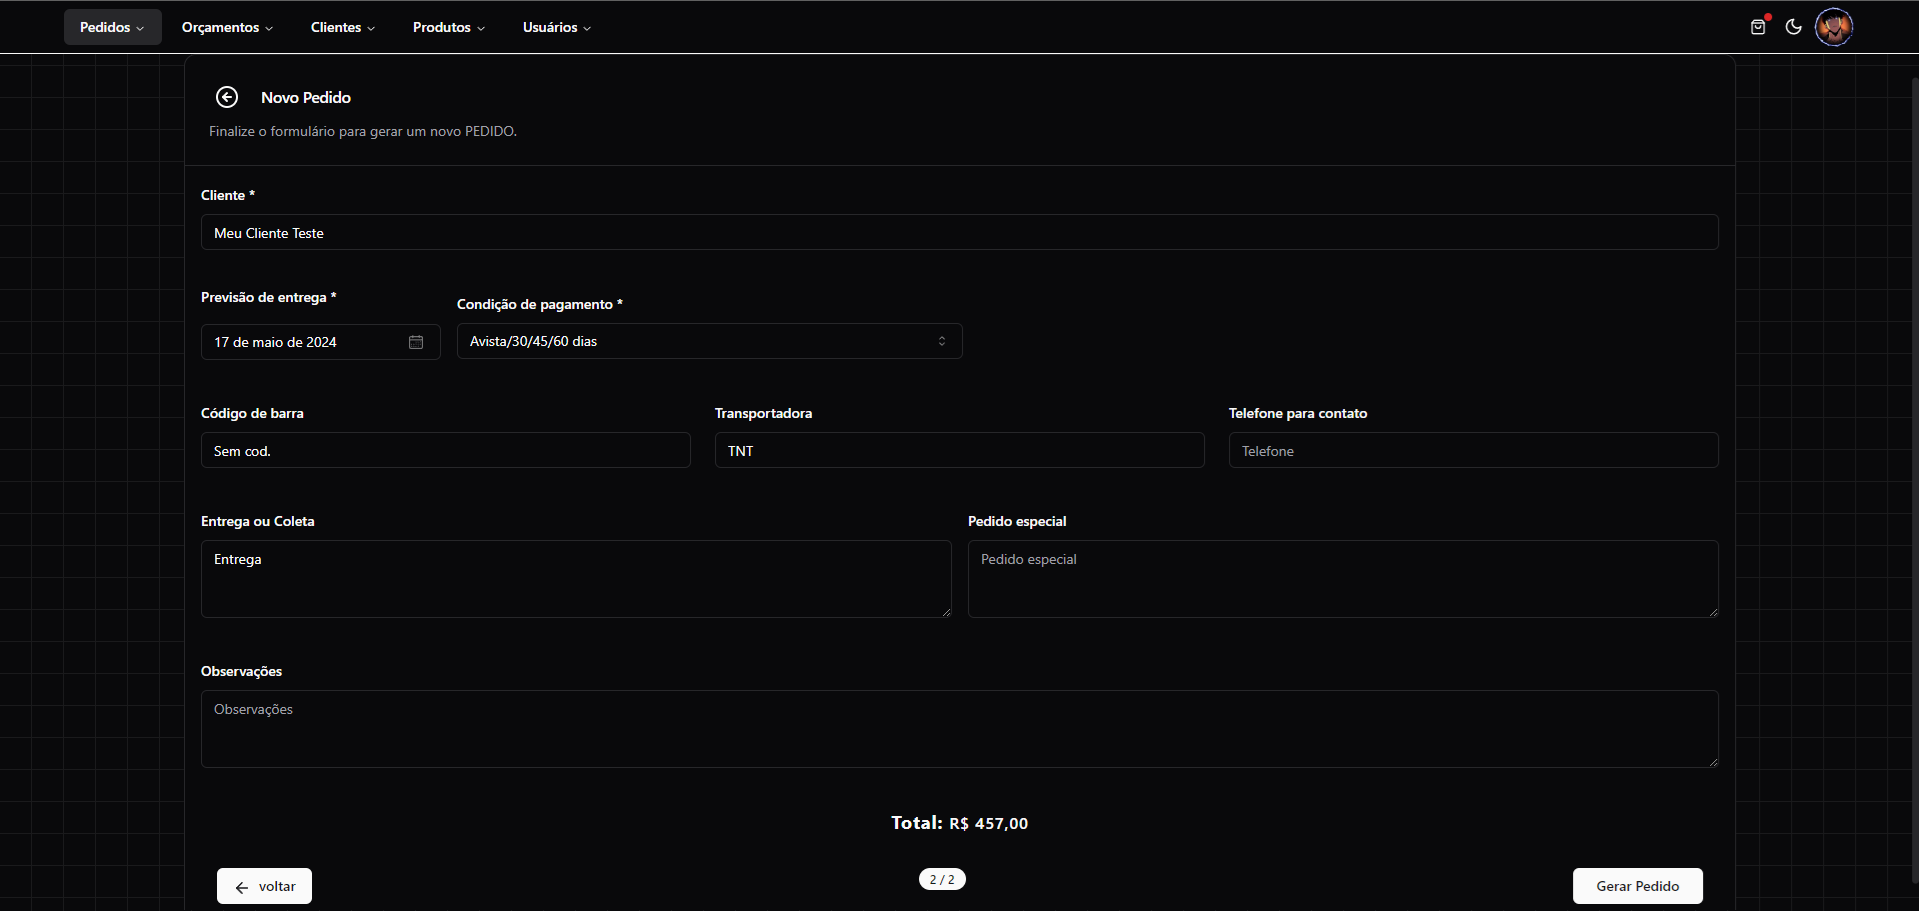 Pedidos Orçamentos Clientes Produtos Usuários
Novo Pedido
Finalize o formulário para gerar um novo PEDIDO.
Cliente *
Meu Cliente Teste
Previsão de entrega *
Condição de pagamento *
17 de maio de 2024
Avista/30/45/60 dias
Código de barra
Transportadora
Telefone para contato
Sem cod.
TNT
Telefone
Entrega ou Coleta
Pedido especial
Entrega
Pedido especial
Observações
Observações
Total: R$ 457,00
voltar
2 / 2
Gerar Pedido